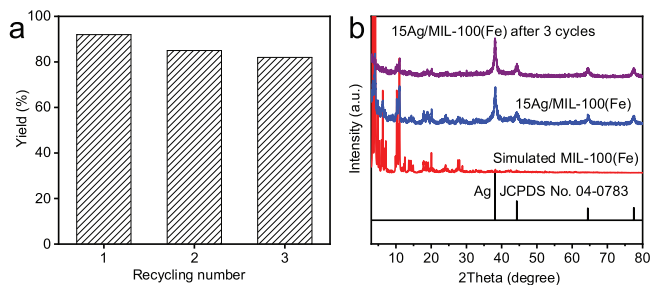 a
Yield (%)
100
80
60
40
20
0
1 2 3
Recycling number
b
Intensity (a.u.)
15Ag/MIL-100(Fe) after 3 cycles
15Ag/MIL-100(Fe)
Simulated MIL-100(Fe)
Ag JCPDS No. 04-0783
10 20 30 40 50 60 70 80
2Theta (degree)